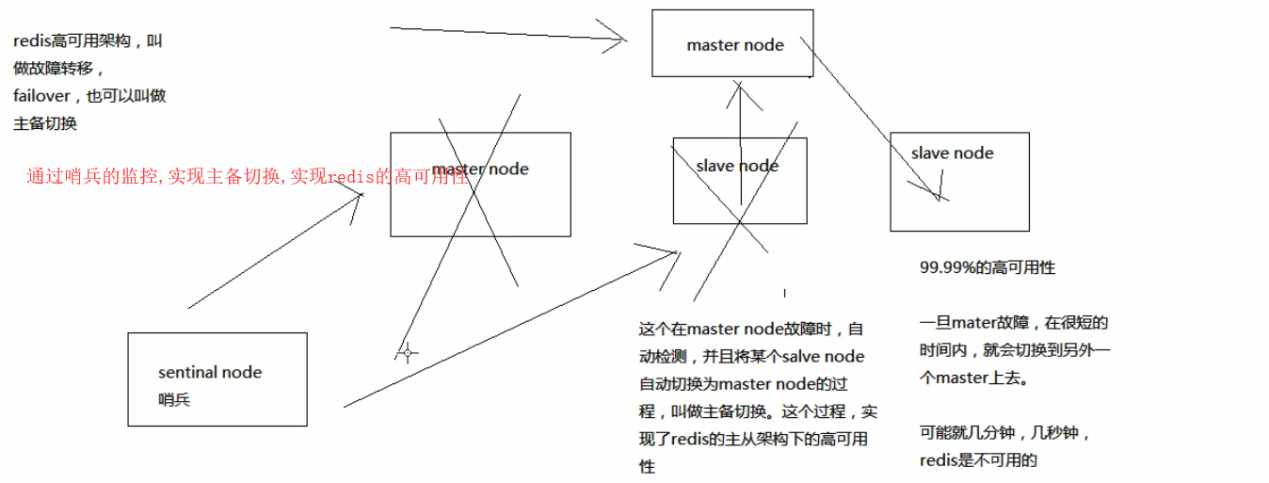 redis高可用架构，叫
做故障转移，
failover，也可以叫做
主备切换
master node
master node
slave node
slave node
通过哨兵的监控,实现主备切换,实现redis的高可用性
99.99%的高可用性
一旦mater故障，在很短的
时间内，就会切换到另外一
个master上去。
可能就几分钟，几秒钟，
redis是不可用的
这个在master node故障时，自
动检测，并且将某个salve node
自动切换为master node的过
程，叫做主备切换。这个过程，实
现了redis的主从架构下的高可用
性
sentinal node
哨兵